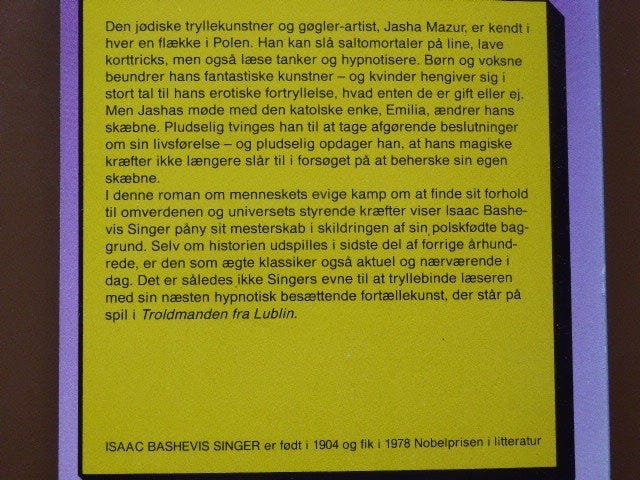 Den jødiske tryllekunstner og gøgler-artist, Jasha Mazur, er kendt i
hver en flække i Polen. Han kan slå saltomortaler på line, lave
korttricks, men også læse tanker og hypnotisere. Børn og voksne
beundrer hans fantastiske kunstner – og kvinder hengiver sig i
stort tal til hans erotiske fortryllelse, hvad enten de er gift eller ej.
Men Jashas møde med den katolske enke, Emilia, ændrer hans
skæbne. Pludselig tvinges han til at tage afgørende beslutninger
om sin livsførelse – og pludselig opdager han, at hans magiske
kræfter ikke længere slår til i forsøget på at beherske sin egen
skæbne.
I denne roman om menneskets evige kamp om at finde sit forhold
til omverdenen og universets styrende kræfter viser Isaac Bashe-
vis Singer påny sit mesterskab i skildringen af sin polskfødte bag-
grund. Selv om historien udspilles i sidste del af forrige århund-
rede, er den som ægte klassiker også aktuel og nærværende i
dag. Det er således ikke Singers evne til at tryllebinde læseren
med sin næsten hypnotisk besættende fortællekunst, der står på
spil i Troldmanden fra Lublin.
ISAAC BASHEVIS SINGER er født i 1904 og fik i 1978 Nobelprisen i litteratur